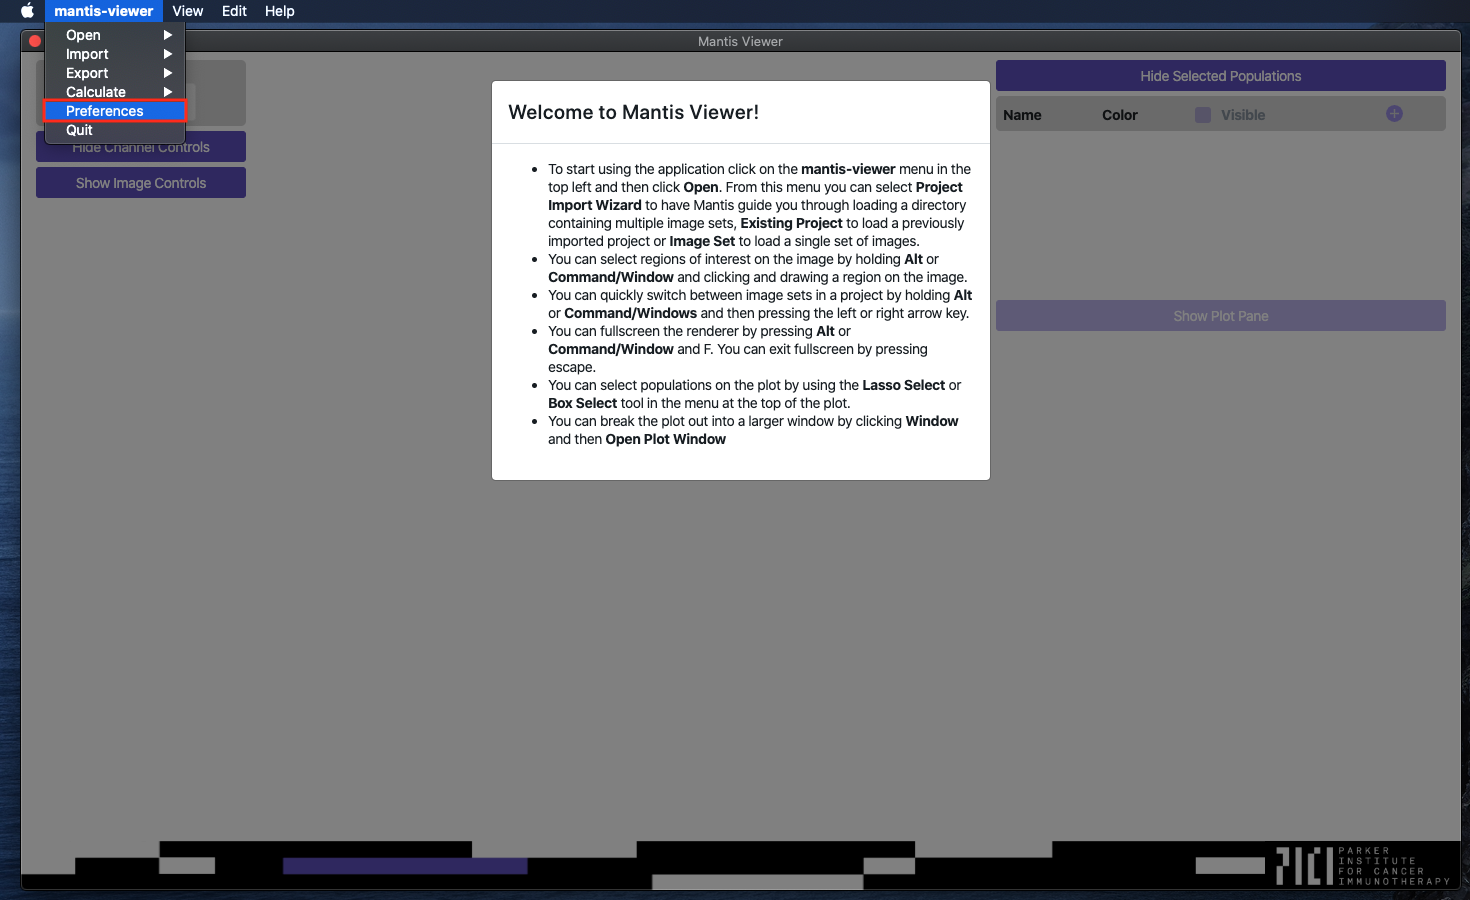 mantis-viewer View Edit Help
Mantis Viewer
Open
Import
Export
Calculate
Preferences
Quit
Hide Channel Controls
Show Image Controls
Welcome to Mantis Viewer!
To start using the application click on the mantis-viewer menu in the
top left and then click Open. From this menu you can select Project
Import Wizard to have Mantis guide you through loading a directory
containing multiple image sets, Existing Project to load a previously
imported project or Image Set to load a single set of images.
You can select regions of interest on the image by holding Alt or
Command/Window and clicking and drawing a region on the image.
You can quickly switch between image sets in a project by holding Alt
or Command/Windows and then pressing the left or right arrow key.
You can fullscreen the renderer by pressing Alt or
Command/Window and F. You can exit fullscreen by pressing
escape.
You can select populations on the plot by using the Lasso Select or
Box Select tool in the menu at the top of the plot.
You can break the plot out into a larger window by clicking Window
and then Open Plot Window
Hide Selected Populations
Name Color Visible
Show Plot Pane
PICI
PARKER
INSTITUTE
FOR CANCER
IMMUNOTHERAPY